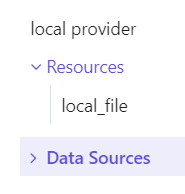 local provider
Resources
local_file
Data Sources